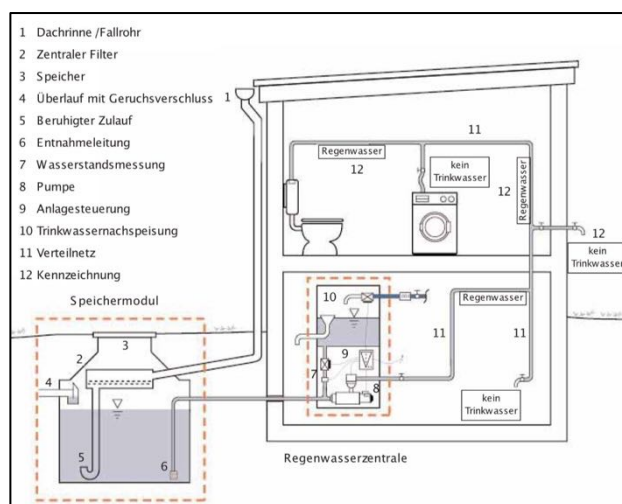 1 Dachrinne /Fallrohr
2 Zentraler Filter
3 Speicher
4 Überlauf mit Geruchsverschluss
5 Beruhigter Zulauf
6 Entnahmeleitung
7 Wasserstandsmessung
8 Pumpe
9 Anlagesteuerung
10 Trinkwassernachspeisung
11 Verteilnetz
12 Kennzeichnung
1
11
Regenwasser
12
kein
Trinkwasser
Regenwasser
12
12
kein
Trinkwasser
Speichermodul
3
2
4
5
6
10
9
7
8
Regenwasser
11
11
kein
Trinkwasser
Regenwasserzentrale